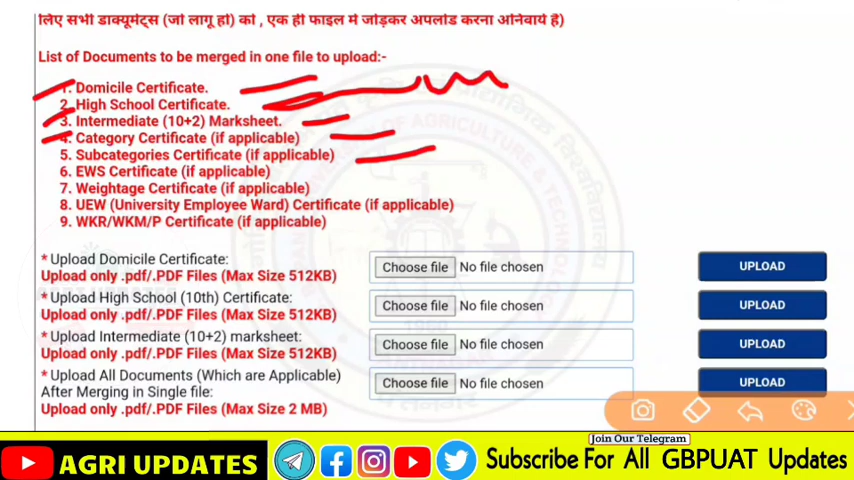 लिए सभी डाक्यूमेंट्स (जो लागू हो) को , एक ही फाइल में जोड़कर अपलोड करना अनिवार्य है)
List of Documents to be merged in one file to upload:-
1. Domicile Certificate.
2. High School Certificate.
3. Intermediate (10+2) Marksheet.
4. Category Certificate (if applicable)
5. Subcategories Certificate (if applicable)
6. EWS Certificate (if applicable)
7. Weightage Certificate (if applicable)
8. UEW (University Employee Ward) Certificate (if applicable)
9. WKR/WKM/P Certificate (if applicable)
* Upload Domicile Certificate:
Upload only .pdf/.PDF Files (Max Size 512KB)
Choose file No file chosen
UPLOAD
* Upload High School (10th) Certificate:
Upload only .pdf/.PDF Files (Max Size 512KB)
Choose file No file chosen
UPLOAD
* Upload Intermediate (10+2) marksheet:
Upload only .pdf/.PDF Files (Max Size 512KB)
Choose file No file chosen
UPLOAD
* Upload All Documents (Which are Applicable)
After Merging in Single file:
Upload only .pdf/.PDF Files (Max Size 2 MB)
Choose file No file chosen
UPLOAD
Join Our Telegram
AGRI UPDATES
Subscribe For All GBPUAT Updates